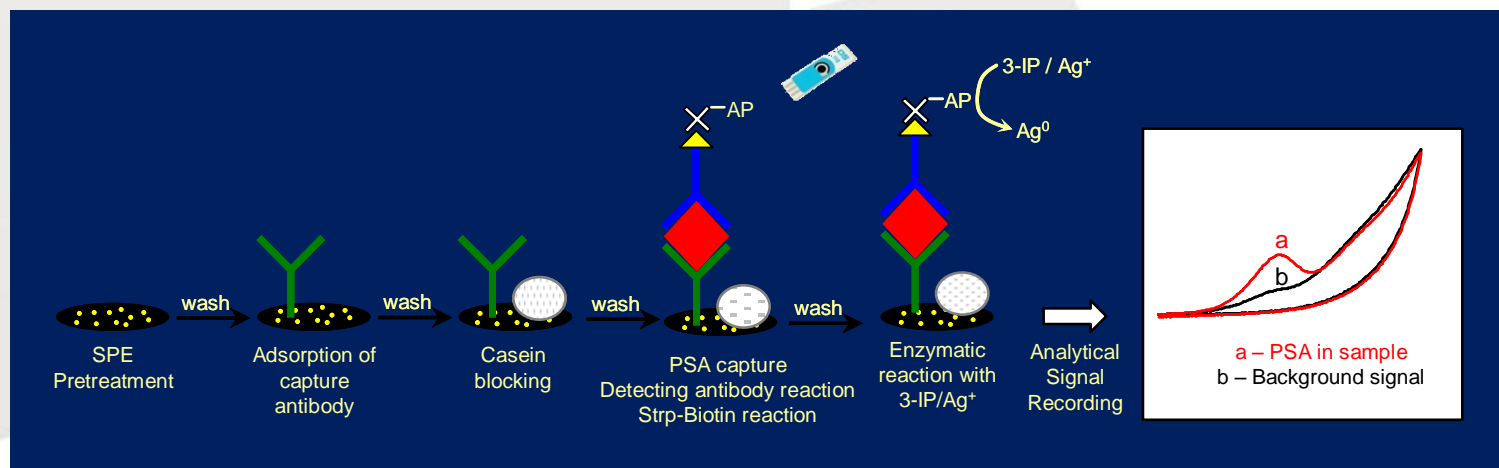 SPE
Pretreatment
wash
Adsorption of
capture
antibody
wash
Casein
blocking
wash
–AP
PSA capture
Detecting antibody reaction
Strp-Biotin reaction
wash
–AP
3-IP / Ag⁺
Ag⁰
Enzymatic
reaction with
3-IP/Ag⁺
Analytical
Signal
Recording
a
b
a – PSA in sample
b – Background signal